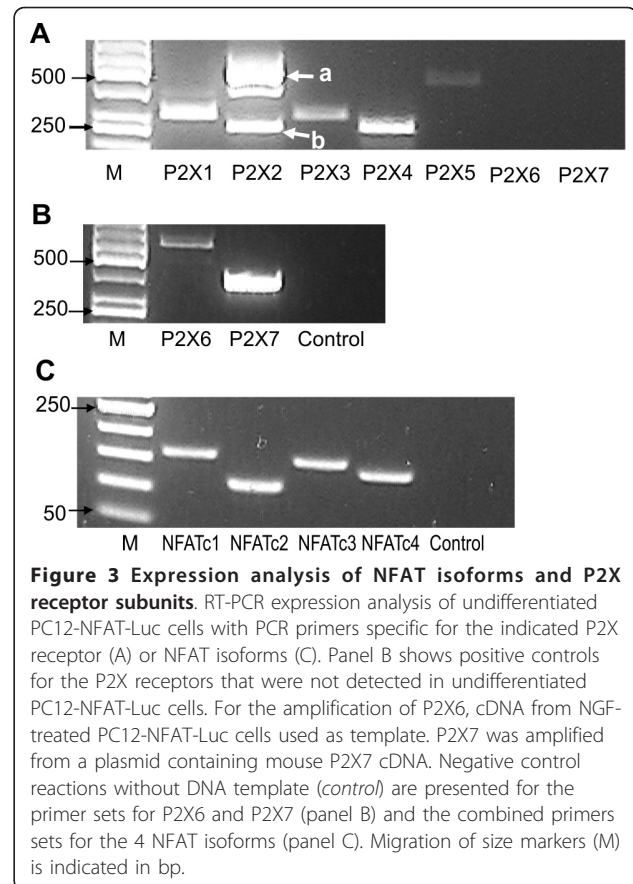 A
500
a
250
b
M P2X1 P2X2 P2X3 P2X4 P2X5 P2X6 P2X7
B
500
250
M P2X6 P2X7 Control
C
250
50
M NFATc1 NFATc2 NFATc3 NFATc4 Control
Figure 3 Expression analysis of NFAT isoforms and P2X
receptor subunits. RT-PCR expression analysis of undifferentiated
PC12-NFAT-Luc cells with PCR primers specific for the indicated P2X
receptor (A) or NFAT isoforms (C). Panel B shows positive controls
for the P2X receptors that were not detected in undifferentiated
PC12-NFAT-Luc cells. For the amplification of P2X6, cDNA from NGF-
treated PC12-NFAT-Luc cells used as template. P2X7 was amplified
from a plasmid containing mouse P2X7 cDNA. Negative control
reactions without DNA template (control) are presented for the
primer sets for P2X6 and P2X7 (panel B) and the combined primers
sets for the 4 NFAT isoforms (panel C). Migration of size markers (M)
is indicated in bp.